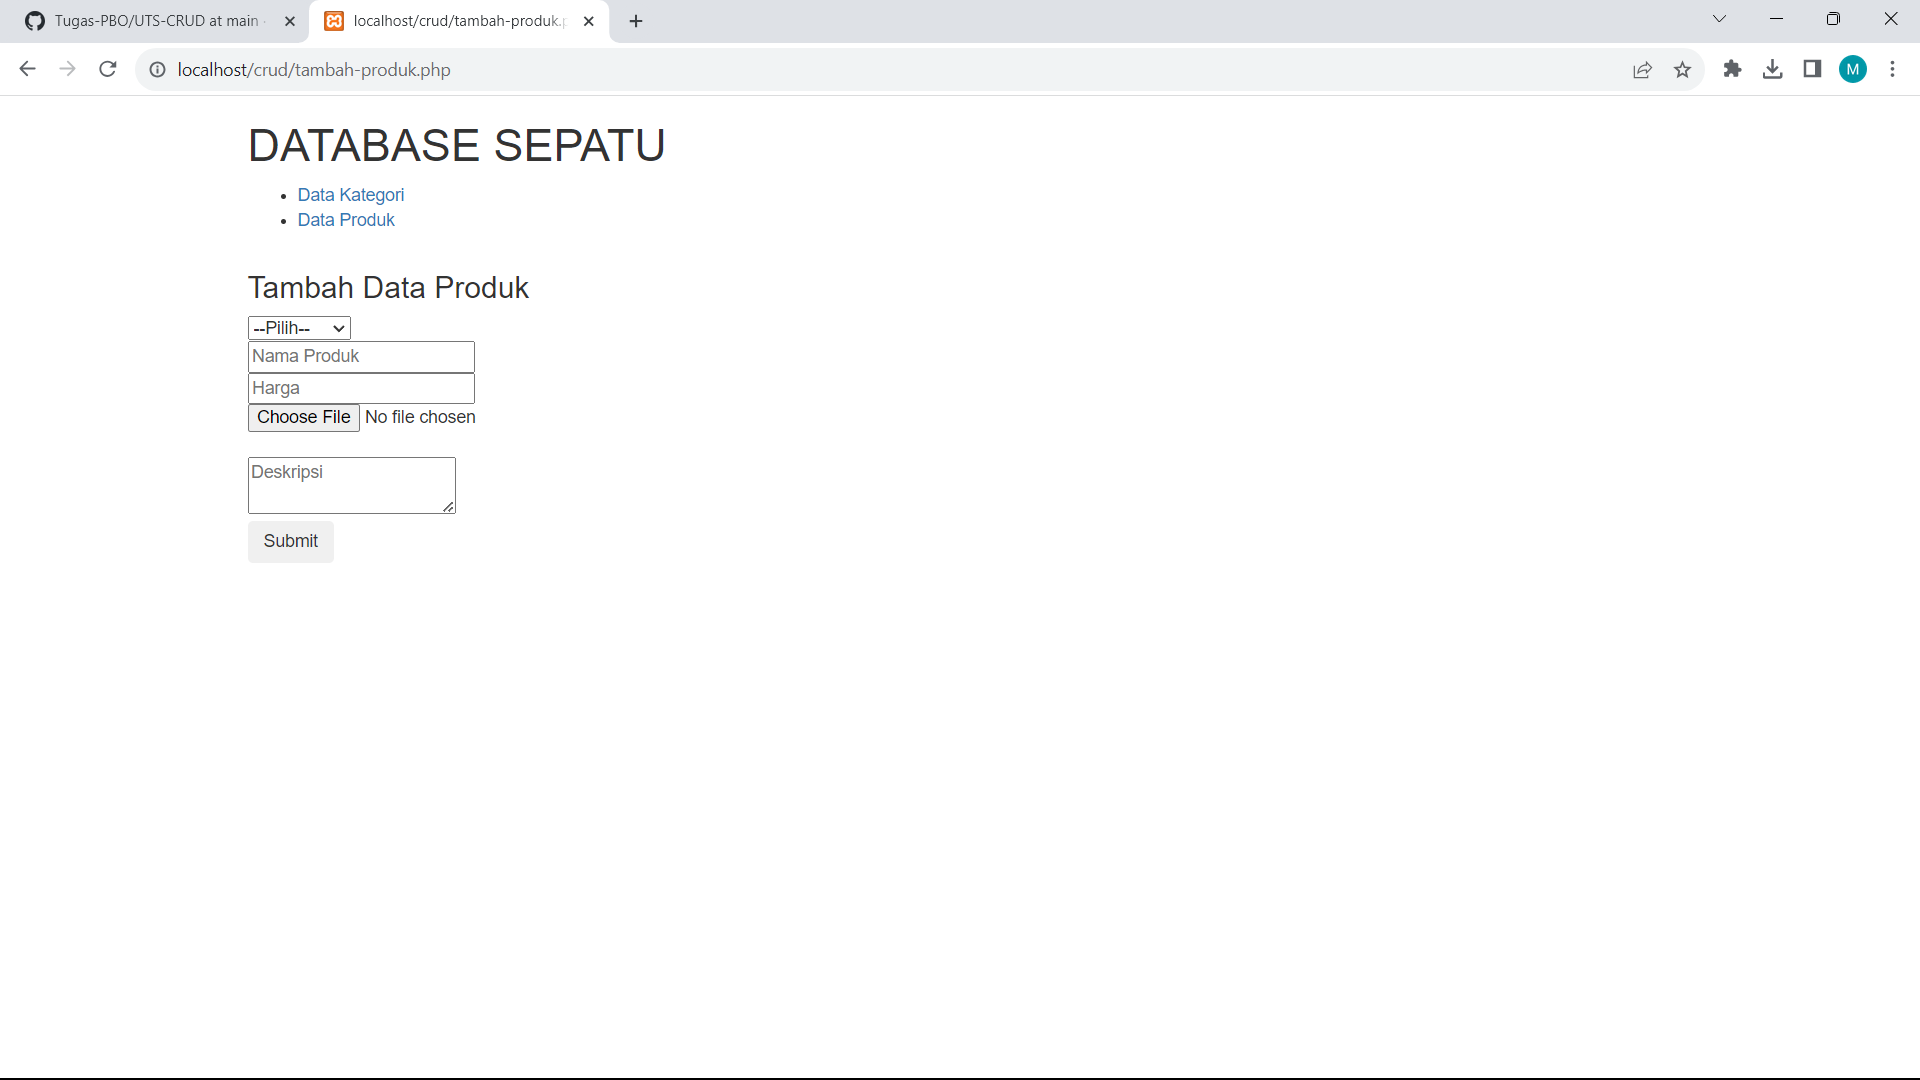 Tugas-PBO/UTS-CRUD at main
localhost/crud/tambah-produk.p
localhost/crud/tambah-produk.php
M
DATABASE SEPATU
Data Kategori
Data Produk
Tambah Data Produk
--Pilih--
Nama Produk
Harga
Choose File No file chosen
Deskripsi
Submit